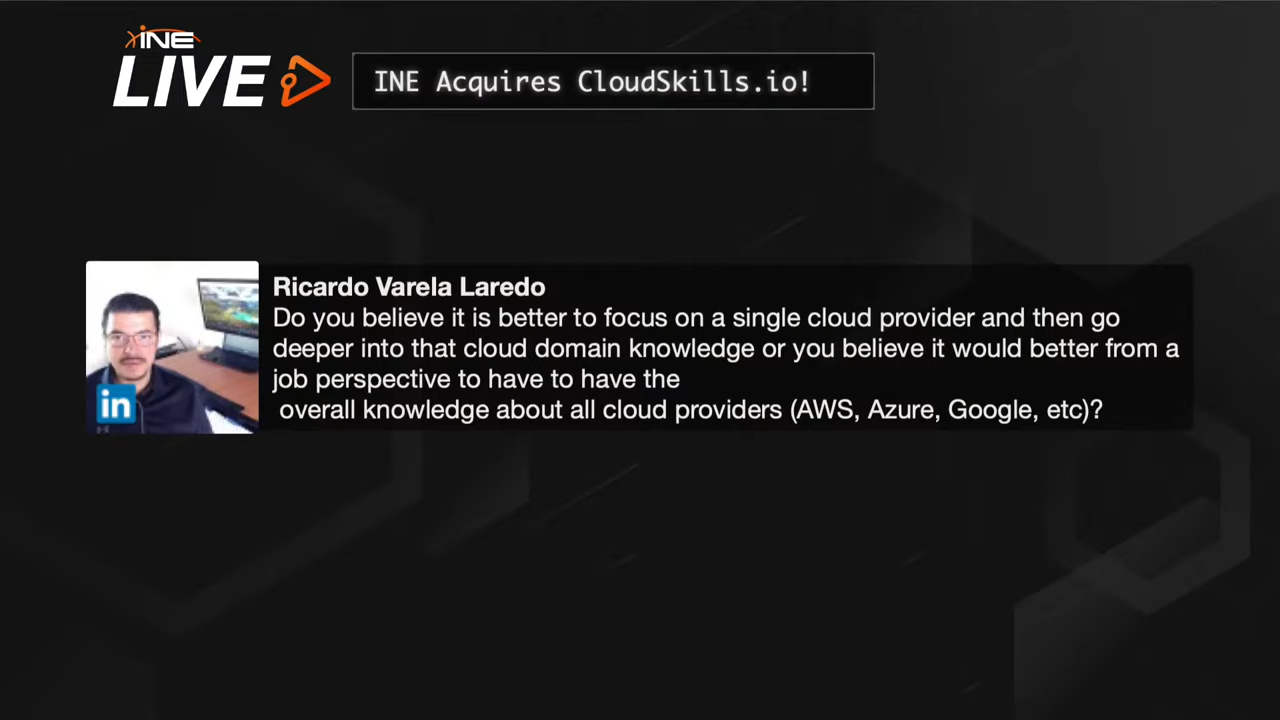 INE
LIVE
INE Acquires CloudSkills.io!
Ricardo Varela Laredo
Do you believe it is better to focus on a single cloud provider and then go
deeper into that cloud domain knowledge or you believe it would better from a
job perspective to have to have the
overall knowledge about all cloud providers (AWS, Azure, Google, etc)?
in